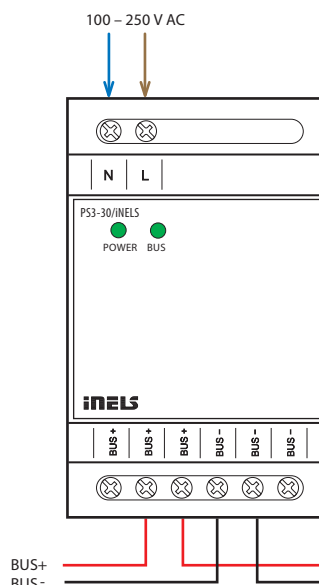 100 – 250 V AC
N L
PS3-30/iNELS
POWER BUS
iNELS
BUS + BUS + BUS + BUS – BUS – BUS –
BUS+
BUS-